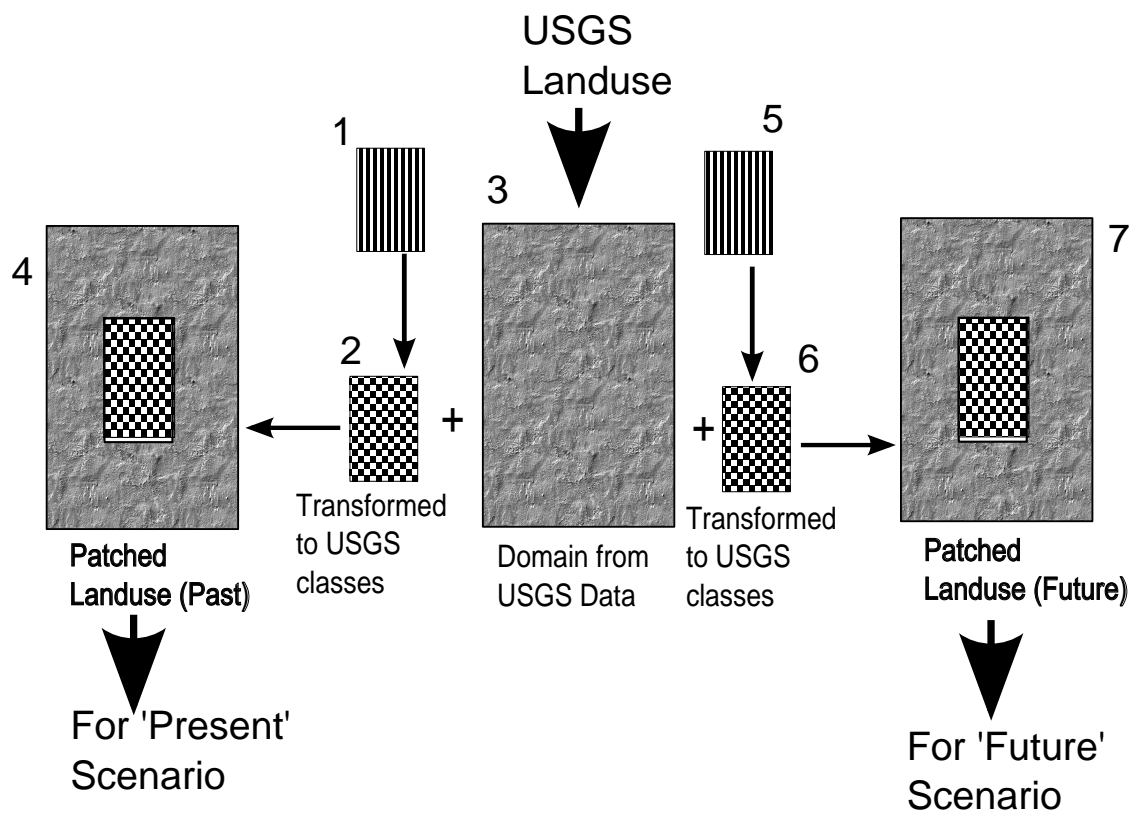 USGS
Landuse
1
5
3
4
7
2
6
+
+
Transformed
to USGS
classes
Domain from
USGS Data
Transformed
to USGS
classes
Patched
Landuse (Past)
Patched
Landuse (Future)
For 'Present'
Scenario
For 'Future'
Scenario